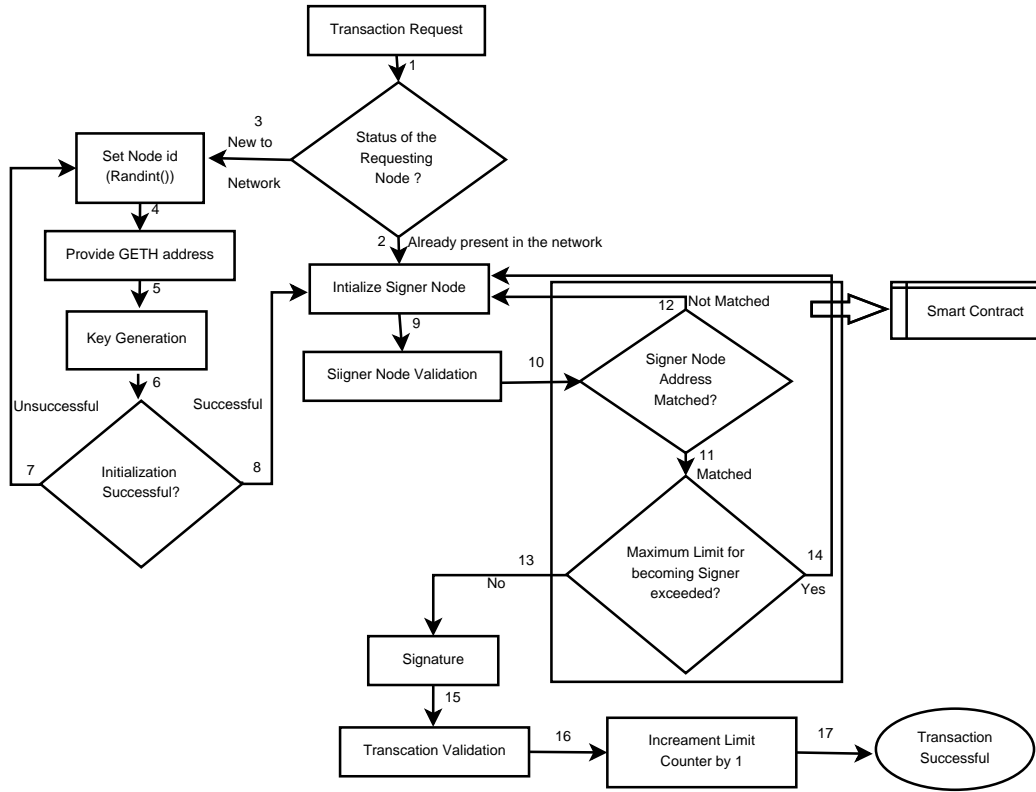 Transaction Request
1
Status of the
Requesting
Node ?
3
New to
Network
Set Node id
(Randint())
4
2
Already present in the network
Provide GETH address
Intialize Signer Node
5
9
12
Not Matched
Smart Contract
Key Generation
Siigner Node Validation
10
Signer Node
Address
Matched?
6
Unsuccessful
Successful
11
Matched
7
Initialization
Successful?
8
13
No
Maximum Limit for
becoming Signer
exceeded?
14
Yes
Signature
15
Transcation Validation
16
Increament Limit
Counter by 1
17
Transaction
Successful